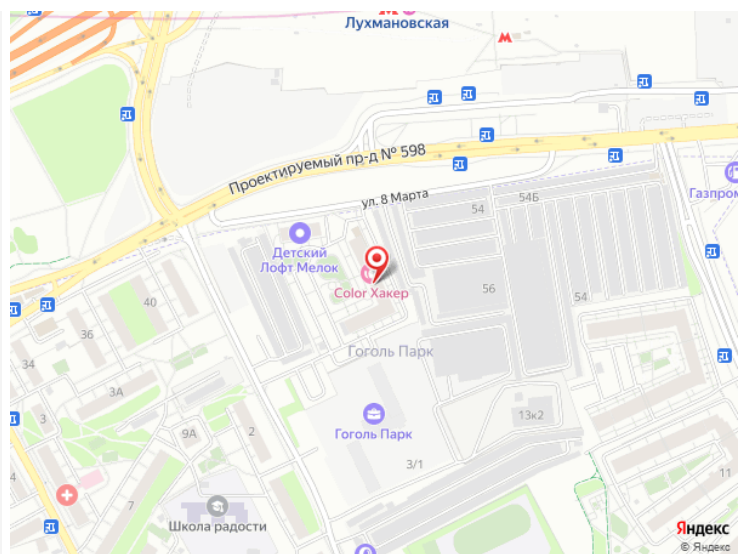 Лухмановская
Проектируемый пр-д № 598
ул. 8 Марта
Газпром
54Б
54
Детский
Лофт Мелок
Color Хакер
56
54
40
36
34
Гоголь Парк
3А
3
9А
2
Гоголь Парк
13к2
3/1
11
7
Школа радости
Яндекс
© Яндекс